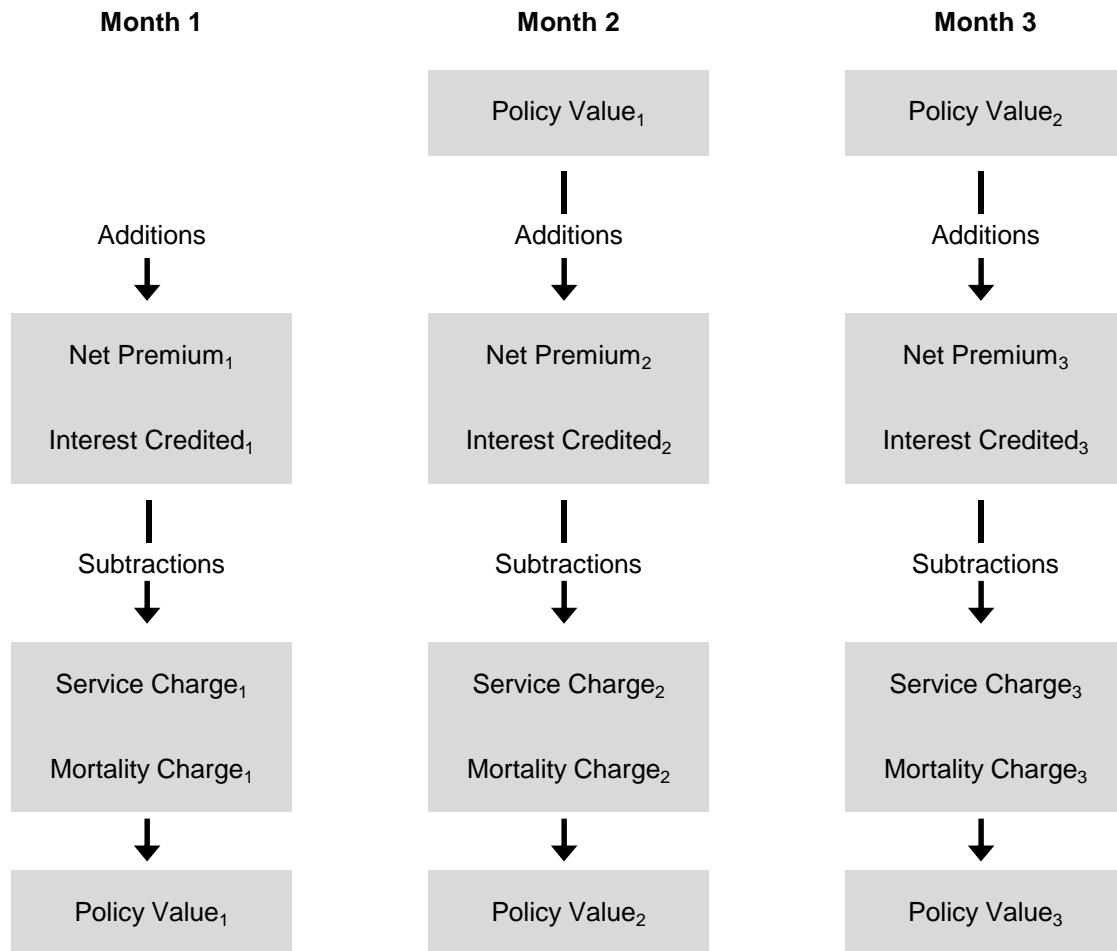 Month 1 Month 2 Month 3
Policy Value₁ Policy Value₂
Additions Additions Additions
Net Premium₁ Net Premium₂ Net Premium₃
Interest Credited₁ Interest Credited₂ Interest Credited₃
Subtractions Subtractions Subtractions
Service Charge₁ Service Charge₂ Service Charge₃
Mortality Charge₁ Mortality Charge₂ Mortality Charge₃
Policy Value₁ Policy Value₂ Policy Value₃